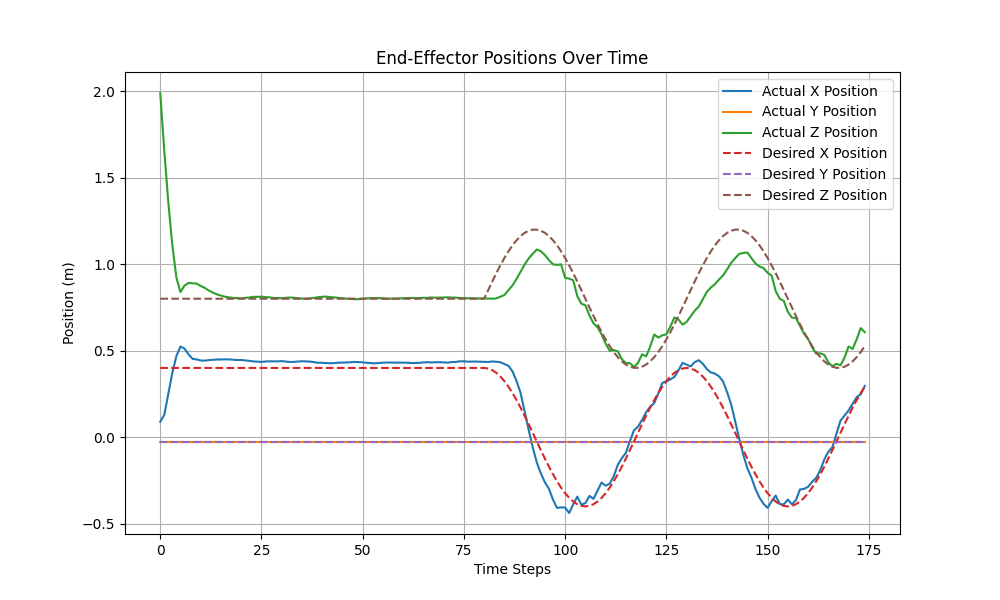 End-Effector Positions Over Time
Position (m)
2.0
1.5
1.0
0.5
0.0
−0.5
Actual X Position
Actual Y Position
Actual Z Position
Desired X Position
Desired Y Position
Desired Z Position
0 25 50 75 100 125 150 175
Time Steps